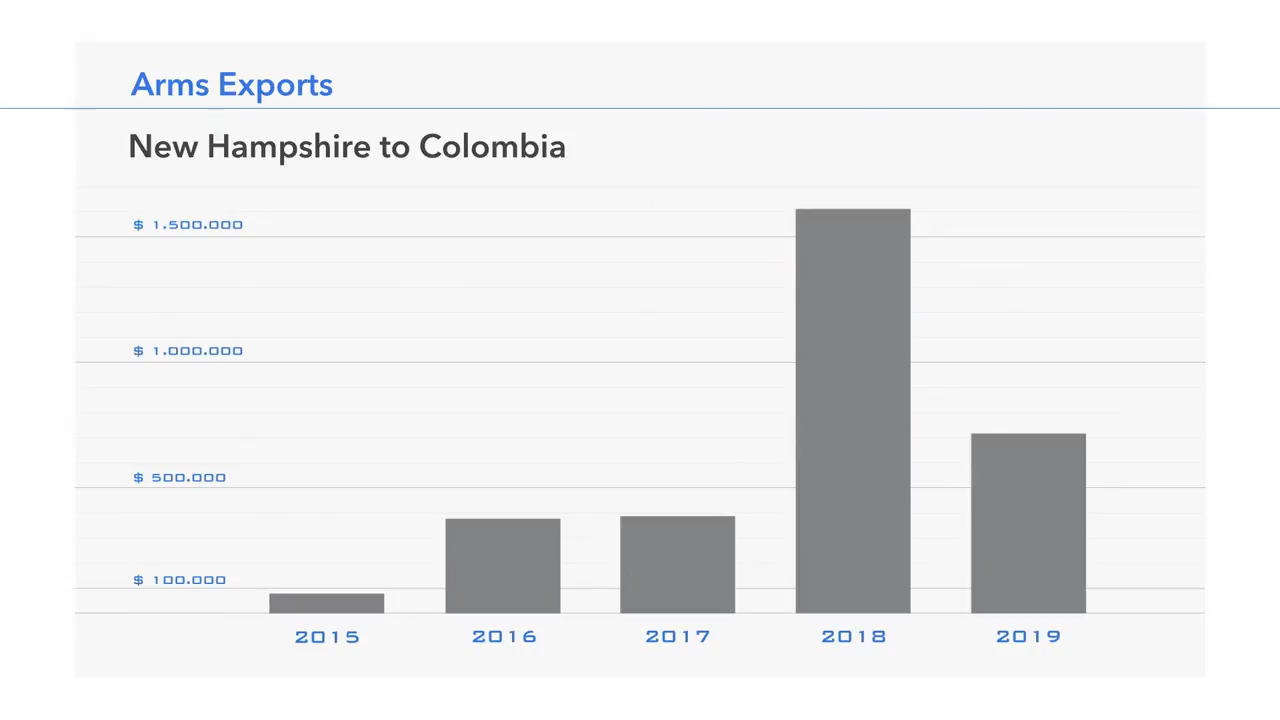 Arms Exports
New Hampshire to Colombia
$ 1.500.000
$ 1.000.000
$ 500.000
$ 100.000
2015 2016 2017 2018 2019